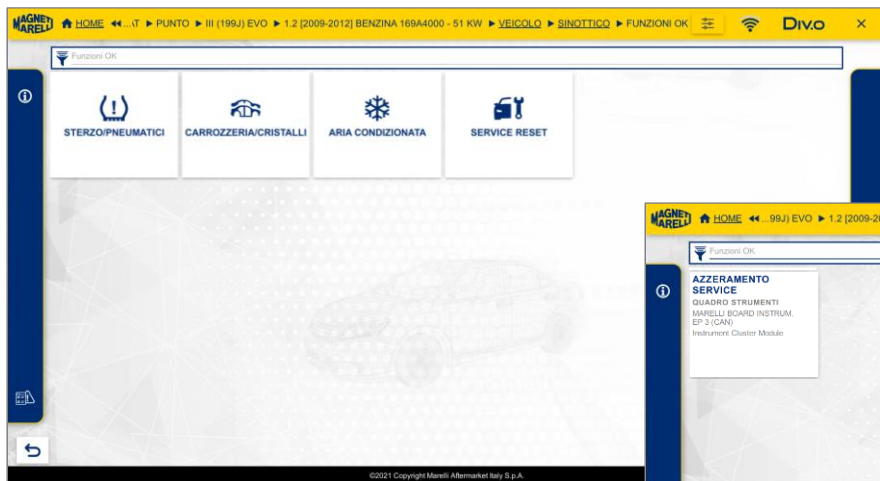 MAGNETI MARELLI HOME ...\T PUNTO III (199J) EVO 1.2 [2009-2012] BENZINA 169A4000 - 51 KW VEICOLO SINOTTICO FUNZIONI OK DIV.O
Funzioni OK
STERZO/PNEUMATICI CARROZZERIA/CRISTALLI ARIA CONDIZIONATA SERVICE RESET
MAGNETI MARELLI HOME ...99J) EVO 1.2 [2009-20
Funzioni OK
AZZERAMENTO
SERVICE
QUADRO STRUMENTI
MARELLI BOARD INSTRUM.
EP 3 (CAN)
Instrument Cluster Module
©2021 Copyright Marelli Aftermarket Italy S.p.A.